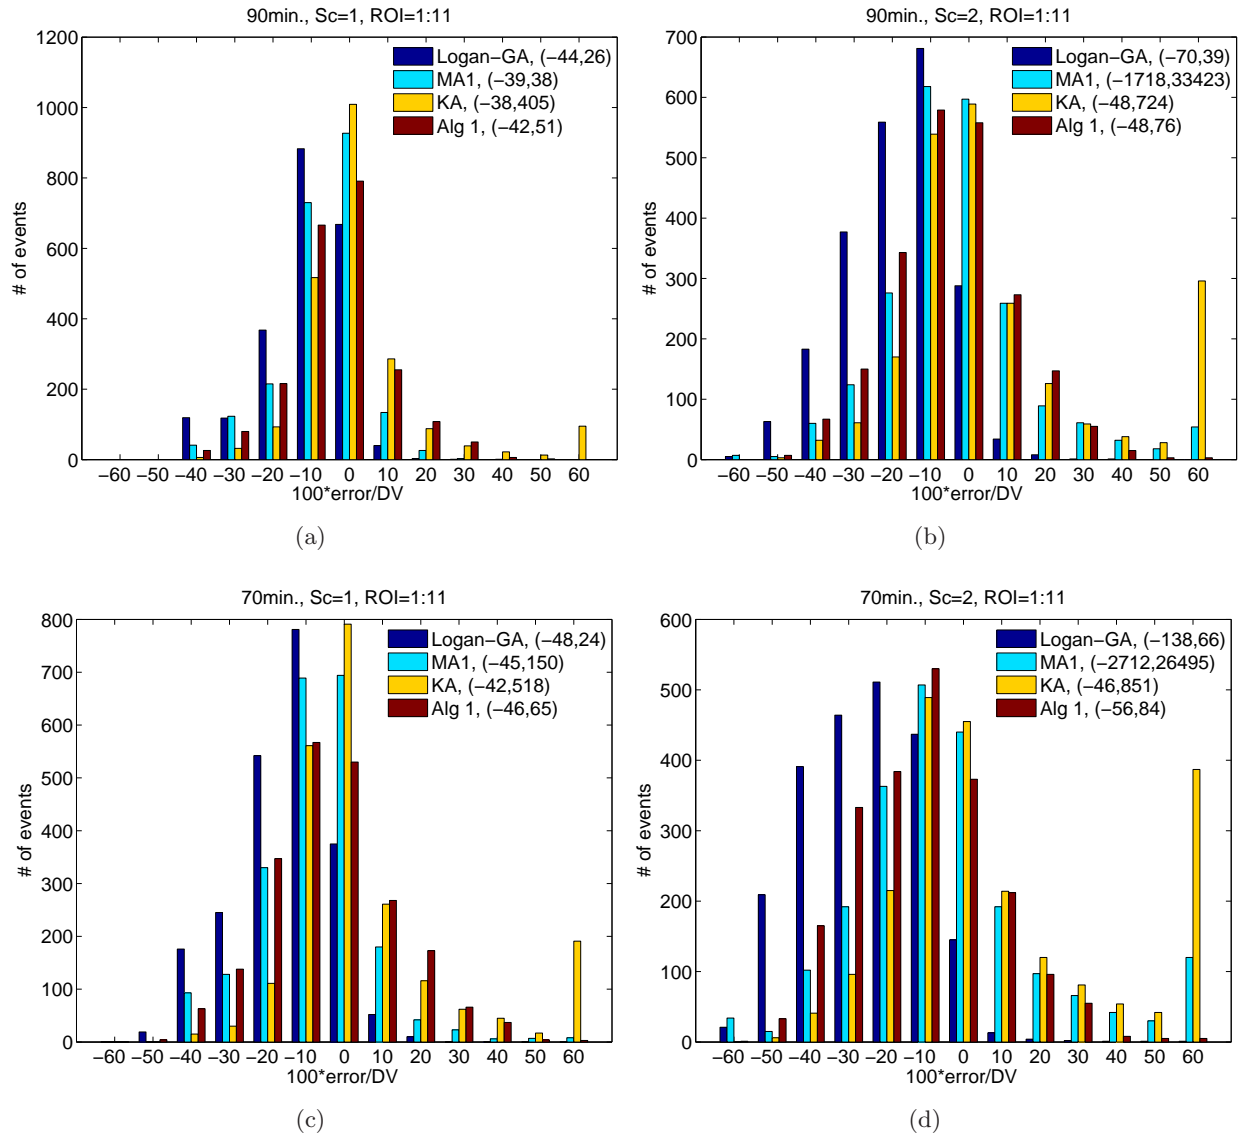 90min., Sc=1, ROI=1:11
1200
1000
800
600
400
200
0
# of events
Logan−GA, (−44,26)
MA1, (−39,38)
KA, (−38,405)
Alg 1, (−42,51)
−60 −50 −40 −30 −20 −10 0 10 20 30 40 50 60
100*error/DV
(a)
90min., Sc=2, ROI=1:11
700
600
500
400
300
200
100
0
# of events
Logan−GA, (−70,39)
MA1, (−1718,33423)
KA, (−48,724)
Alg 1, (−48,76)
−60 −50 −40 −30 −20 −10 0 10 20 30 40 50 60
100*error/DV
(b)
70min., Sc=1, ROI=1:11
800
700
600
500
400
300
200
100
0
# of events
Logan−GA, (−48,24)
MA1, (−45,150)
KA, (−42,518)
Alg 1, (−46,65)
−60 −50 −40 −30 −20 −10 0 10 20 30 40 50 60
100*error/DV
(c)
70min., Sc=2, ROI=1:11
600
500
400
300
200
100
0
# of events
Logan−GA, (−138,66)
MA1, (−2712,26495)
KA, (−46,851)
Alg 1, (−56,84)
−60 −50 −40 −30 −20 −10 0 10 20 30 40 50 60
100*error/DV
(d)